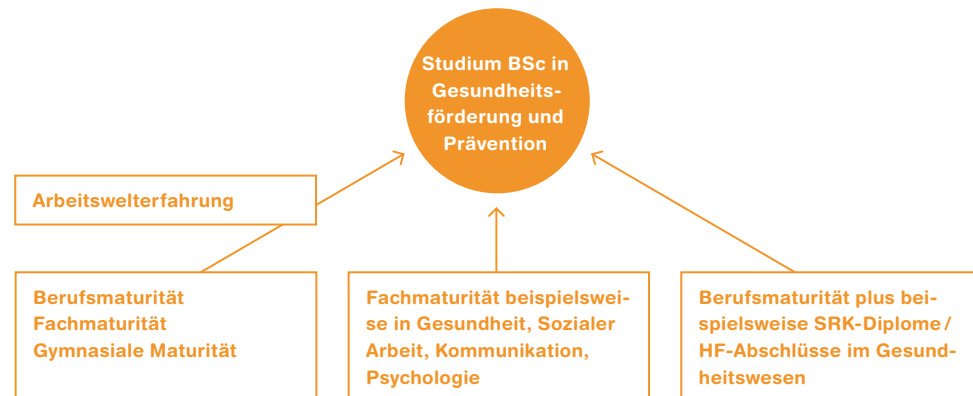 Studium BSc in
Gesundheits-
förderung und
Prävention
Arbeitswelterfahrung
Berufsmaturität
Fachmaturität
Gymnasiale Maturität
Fachmaturität beispielswei-
se in Gesundheit, Sozialer
Arbeit, Kommunikation,
Psychologie
Berufsmaturität plus bei-
spielsweise SRK-Diplome/
HF-Abschlüsse im Gesund-
heitswesen